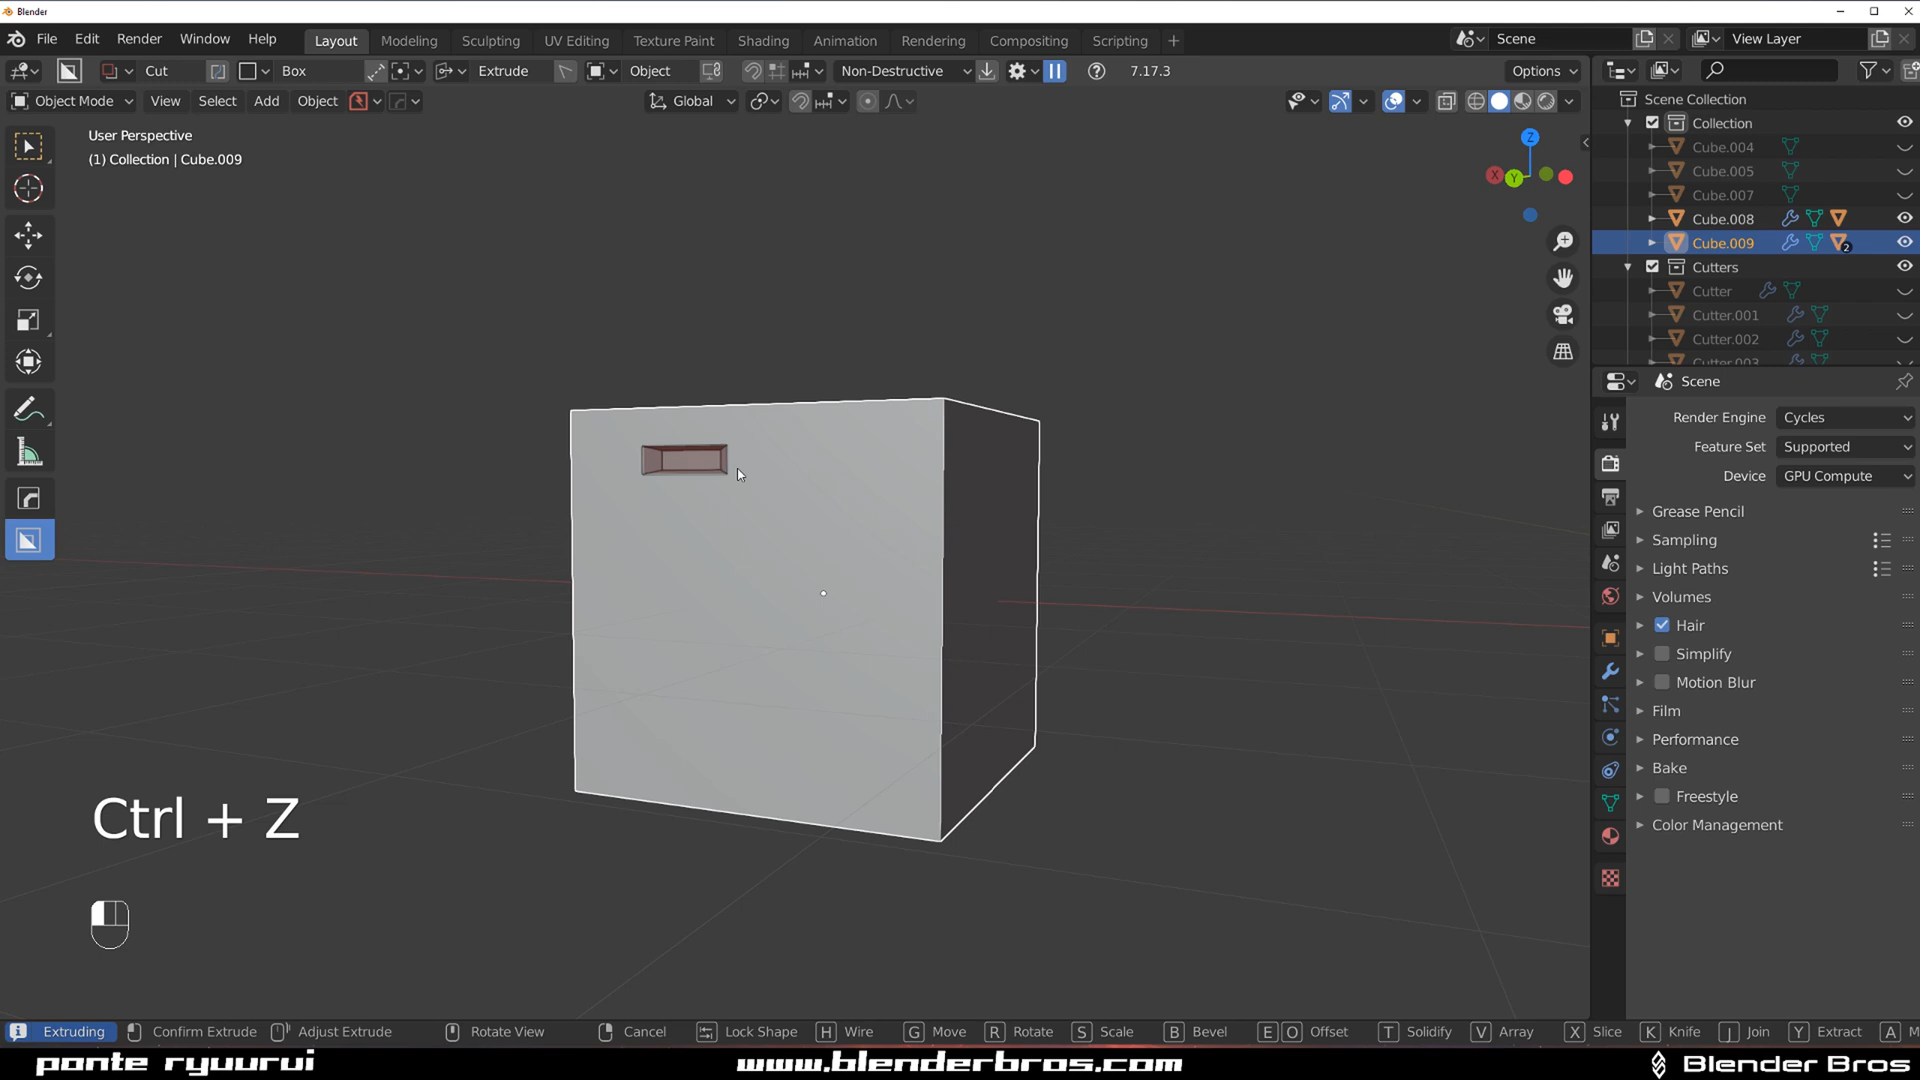 Blender
File Edit Render Window Help Layout Modeling Sculpting UV Editing Texture Paint Shading Animation Rendering Compositing Scripting + Scene View Layer
Cut Box Extrude Object Non-Destructive 7.17.3 Options
Object Mode View Select Add Object Global
User Perspective
(1) Collection | Cube.009
Z
X Y
Scene Collection
Collection
Cube.004
Cube.005
Cube.007
Cube.008
Cube.009 2
Cutters
Cutter
Cutter.001
Cutter.002
Cutter.003
Scene
Render Engine Cycles
Feature Set Supported
Device GPU Compute
Grease Pencil
Sampling
Light Paths
Volumes
Hair
Simplify
Motion Blur
Film
Performance
Bake
Freestyle
Color Management
Ctrl + Z
Extruding Confirm Extrude Adjust Extrude Rotate View Cancel Lock Shape H Wire G Move R Rotate S Scale B Bevel E O Offset T Solidify V Array X Slice K Knife J Join Y Extract A M
ponte ryuurui www.blenderbros.com Blender Bros